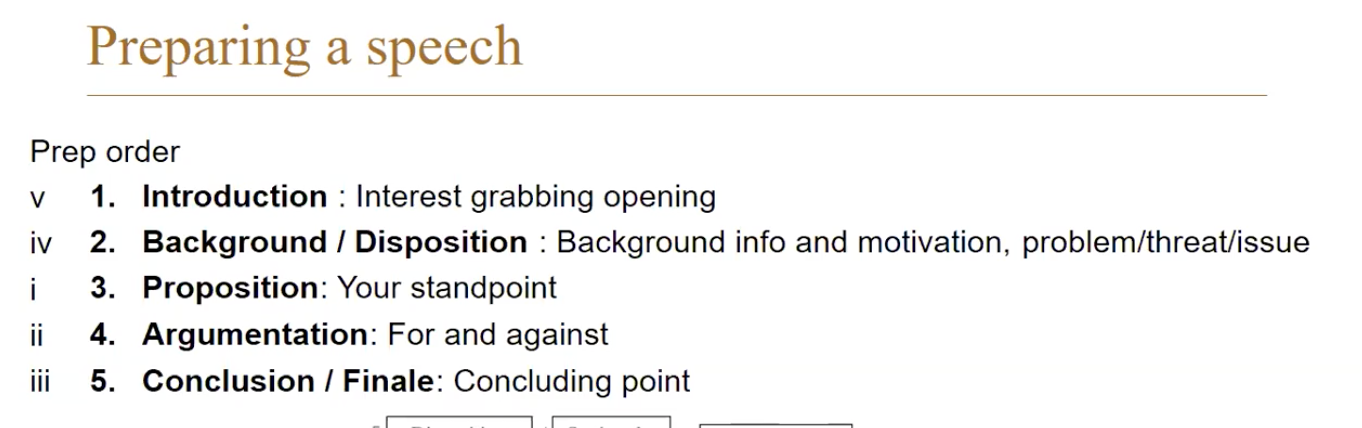 Preparing a speech
Prep order
v 1. Introduction : Interest grabbing opening
iv 2. Background / Disposition : Background info and motivation, problem/threat/issue
i 3. Proposition: Your standpoint
ii 4. Argumentation: For and against
iii 5. Conclusion / Finale: Concluding point